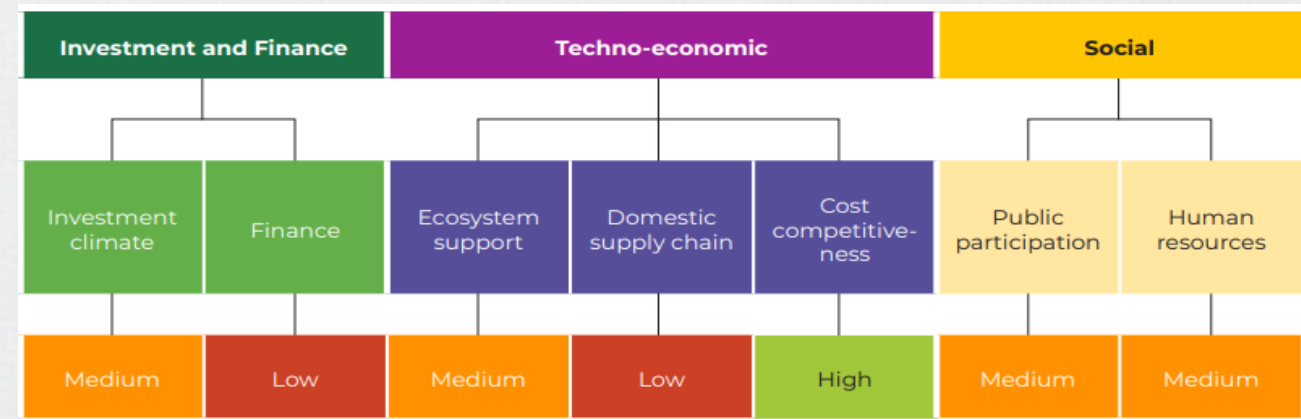 Investment and Finance
Techno-economic
Social
Investment
climate
Finance
Ecosystem
support
Domestic
supply chain
Cost
competitive-
ness
Public
participation
Human
resources
Medium
Low
Medium
Low
High
Medium
Medium